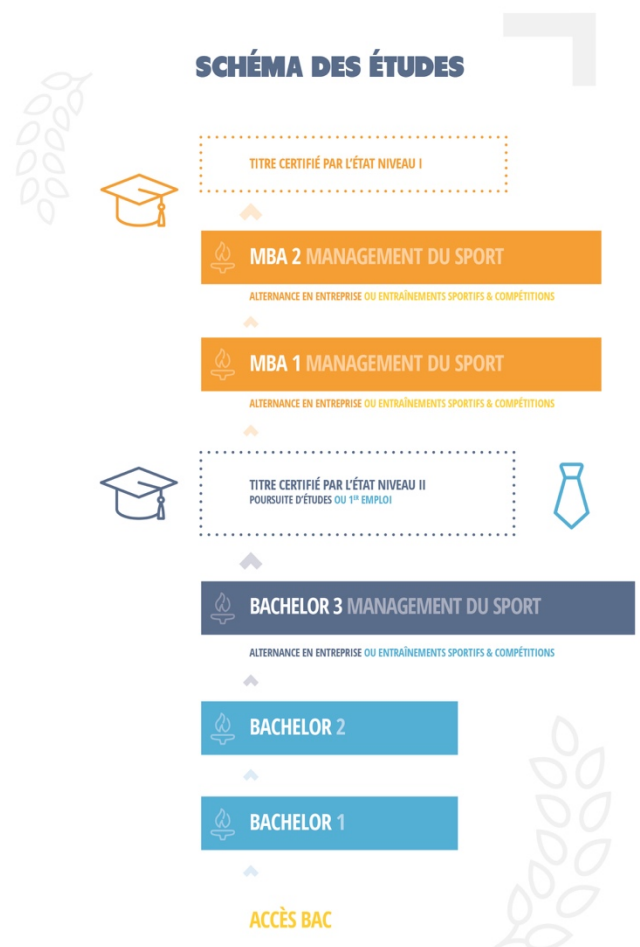 SCHÉMA DES ÉTUDES
TITRE CERTIFIÉ PAR L'ÉTAT NIVEAU I
MBA 2 MANAGEMENT DU SPORT
ALTERNANCE EN ENTREPRISE OU ENTRAÎNEMENTS SPORTIFS & COMPÉTITIONS
MBA 1 MANAGEMENT DU SPORT
ALTERNANCE EN ENTREPRISE OU ENTRAÎNEMENTS SPORTIFS & COMPÉTITIONS
TITRE CERTIFIÉ PAR L'ÉTAT NIVEAU II
POURSUITE D'ÉTUDES OU 1ER EMPLOI
BACHELOR 3 MANAGEMENT DU SPORT
ALTERNANCE EN ENTREPRISE OU ENTRAÎNEMENTS SPORTIFS & COMPÉTITIONS
BACHELOR 2
BACHELOR 1
ACCÈS BAC